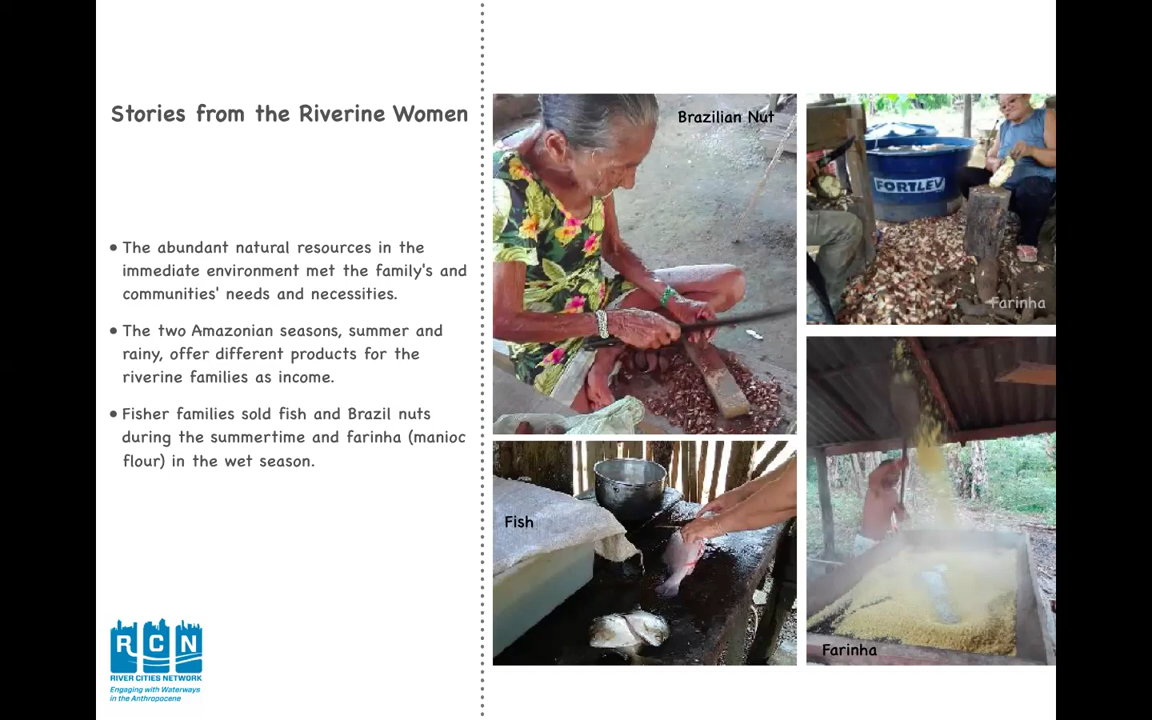 Stories from the Riverine Women
• The abundant natural resources in the
immediate environment met the family's and
communities' needs and necessities.
• The two Amazonian seasons, summer and
rainy, offer different products for the
riverine families as income.
• Fisher families sold fish and Brazil nuts
during the summertime and farinha (manioc
flour) in the wet season.
RCN
RIVER CITIES NETWORK
Engaging with Waterways
in the Anthropocene
Brazilian Nut
FORTLEV
Farinha
Fish
Farinha